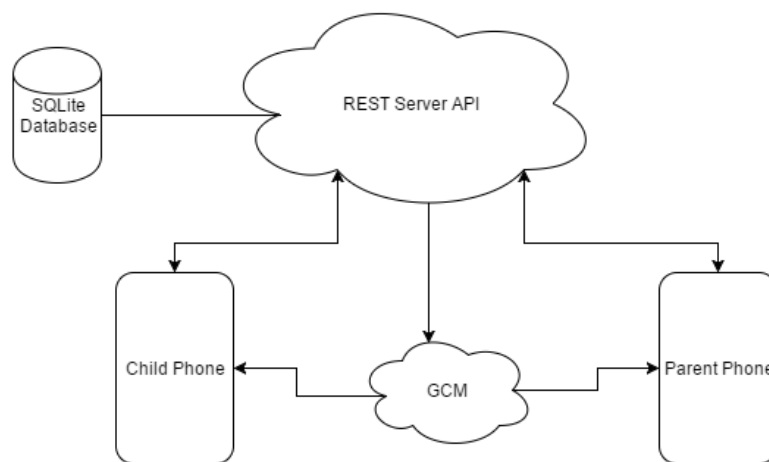 REST Server API
SQLite
Database
Child Phone
GCM
Parent Phone